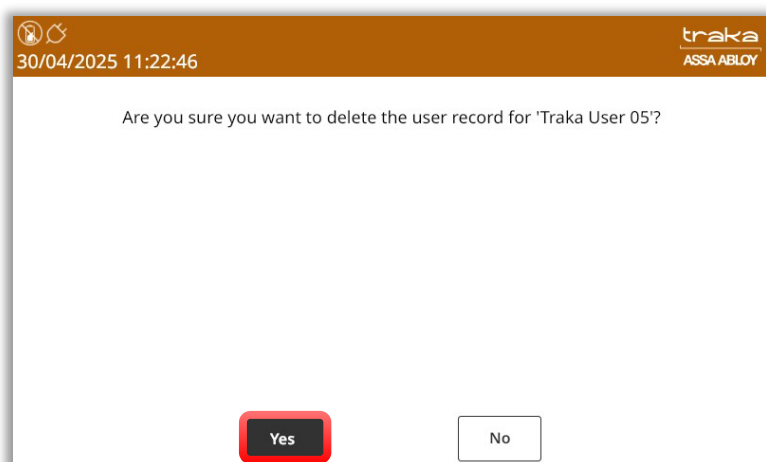 30/04/2025 11:22:46
traka
ASSA ABLOY
Are you sure you want to delete the user record for 'Traka User 05'?
Yes
No